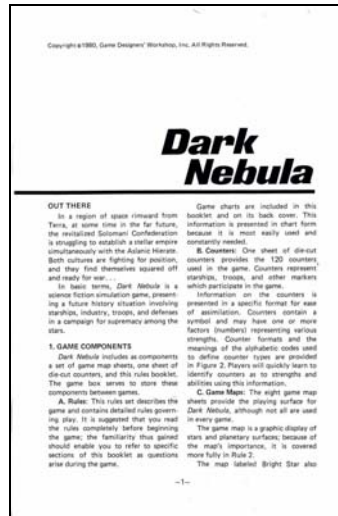 Copyright ©1980, Game Designers' Workshop, Inc. All Rights Reserved.
Dark
Nebula
OUT THERE
In a region of space rimward from
Terra, at some time in the far future,
the revitalized Solomani Confederation
is struggling to establish a stellar empire
simultaneously with the Aslanic Hierate.
Both cultures are fighting for position,
and they find themselves squared off
and ready for war...
In basic terms, Dark Nebula is a
science fiction simulation game, present-
ing a future history situation involving
starships, industry, troops, and defenses
in a campaign for supremacy among the
stars.
1. GAME COMPONENTS
Dark Nebula includes as components
a set of game map sheets, one sheet of
die-cut counters, and this rules booklet.
The game box serves to store these
components between games.
A. Rules: This rules set describes the
game and contains detailed rules govern-
ing play. It is suggested that you read
the rules completely before beginning
the game; the familiarity thus gained
should enable you to refer to specific
sections of this booklet as questions
arise during the game.
Game charts are included in this
booklet and on its back cover. This
information is presented in chart form
because it is most easily used and
constantly needed.
B. Counters: One sheet of die-cut
counters provides the 120 counters
used in the game. Counters represent
starships, troops, and other markers
which participate in the game.
Information on the counters is
presented in a specific format for ease
of assimilation. Counters contain a
symbol and may have one or more
factors (numbers) representing various
strengths. Counter formats and the
meanings of the alphabetic codes used
to define counter types are provided
in Figure 2. Players will quickly learn to
identify counters as to strengths and
abilities using this information.
C. Game Maps: The eight game map
sheets provide the playing surface for
Dark Nebula, although not all are used
in every game.
The game map is a graphic display of
stars and planetary surfaces; because of
the map's importance, it is covered
more fully in Rule 2.
The map labeled Bright Star also
–1–